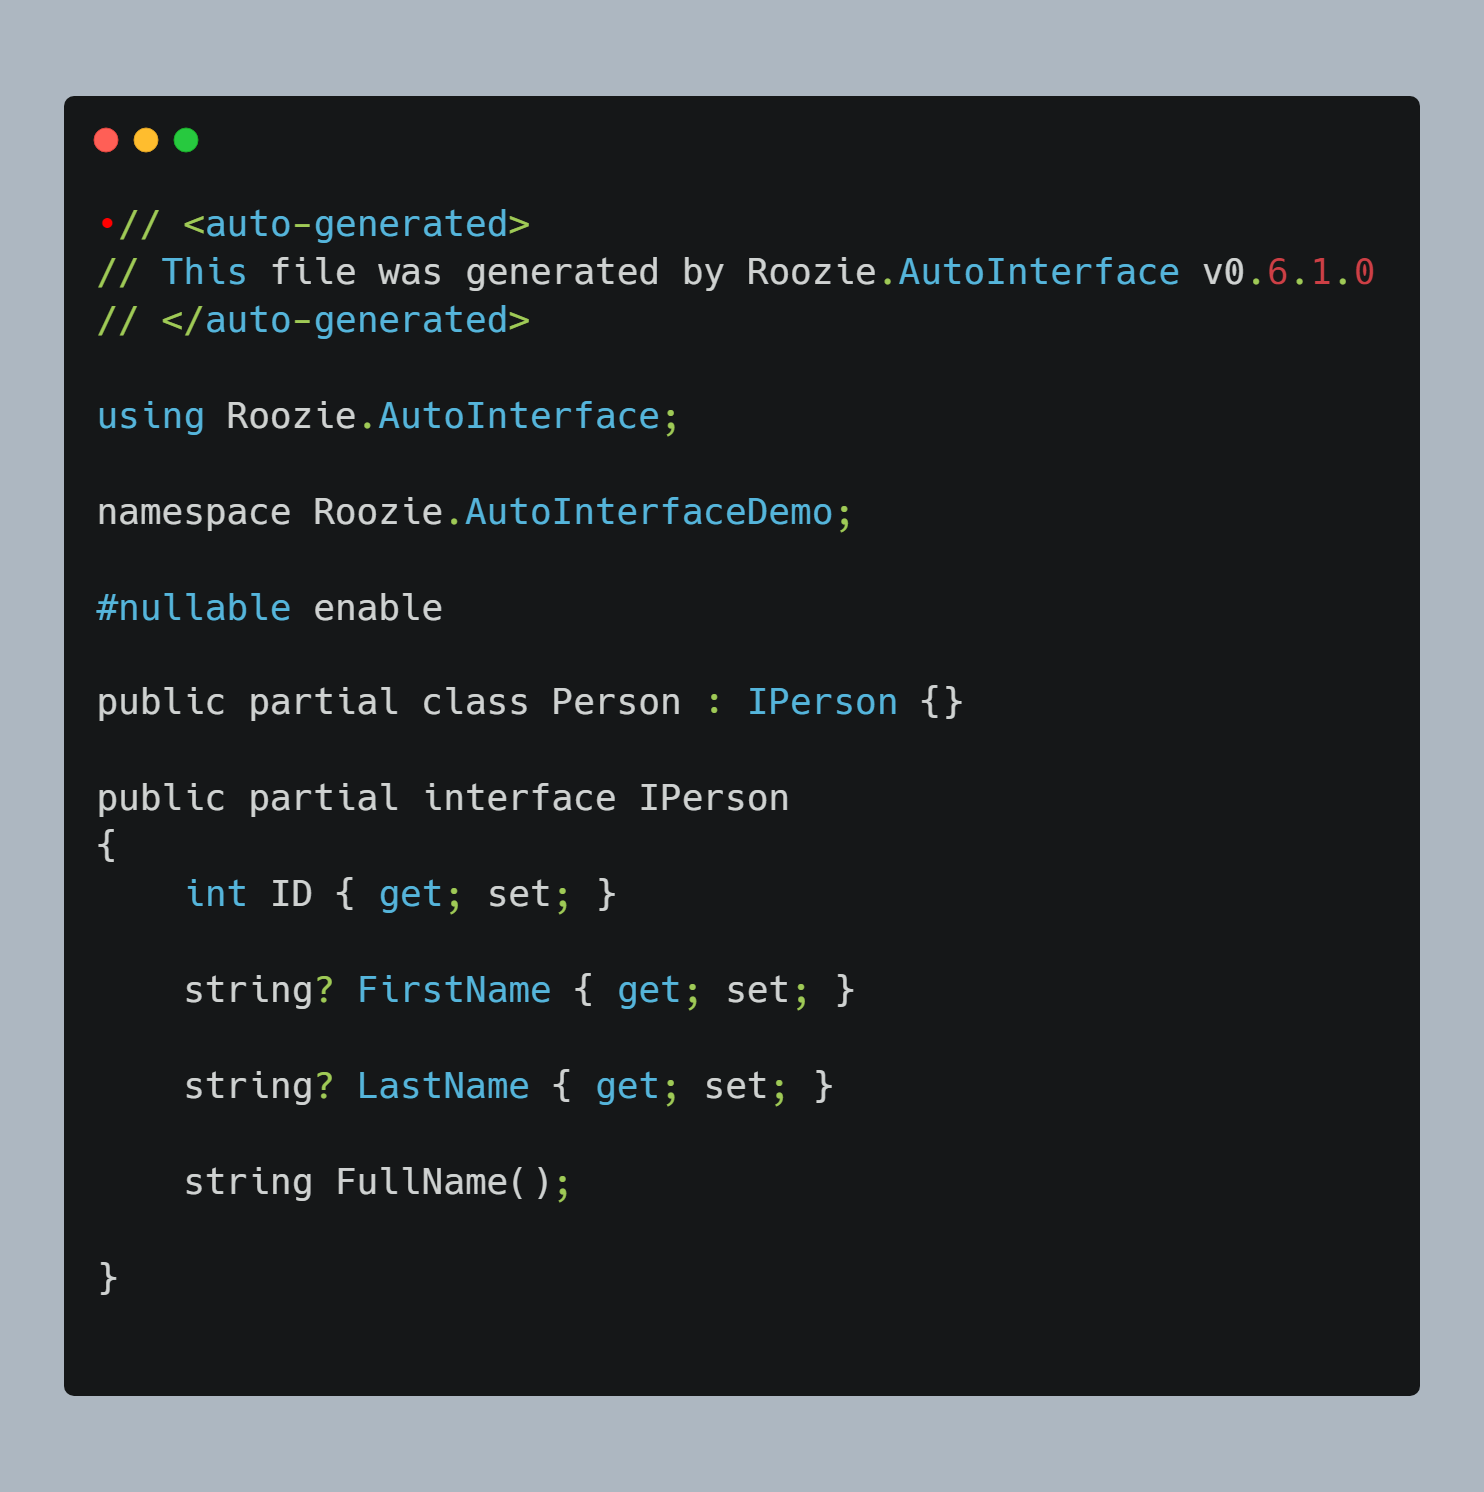 •// <auto-generated>
// This file was generated by Roozie.AutoInterface v0.6.1.0
// </auto-generated>

using Roozie.AutoInterface;

namespace Roozie.AutoInterfaceDemo;

#nullable enable

public partial class Person : IPerson {}

public partial interface IPerson
{
    int ID { get; set; }

    string? FirstName { get; set; }

    string? LastName { get; set; }

    string FullName();

}